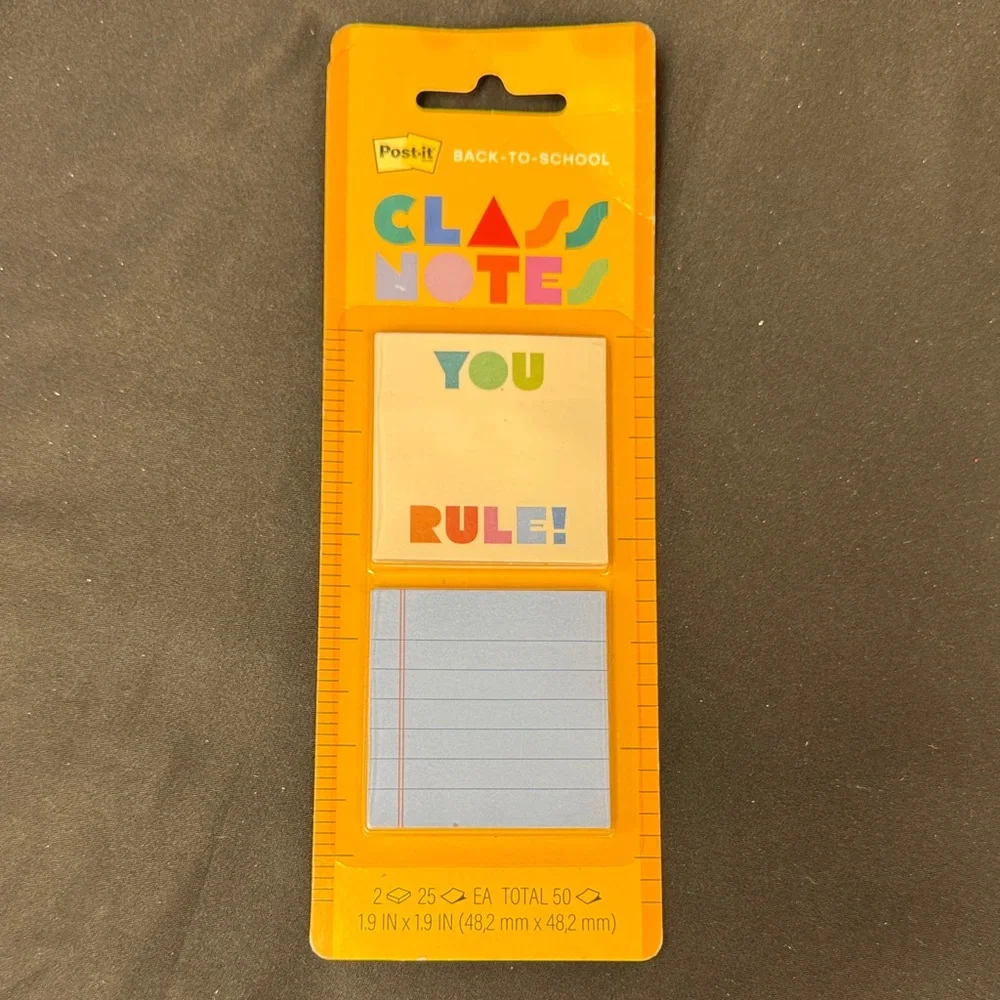 Post-it BACK-TO-SCHOOL
CLASS
NOTES
YOU
RULE!
2 25 EA TOTAL 50
1.9 IN x 1.9 IN (48,2 mm x 48,2 mm)